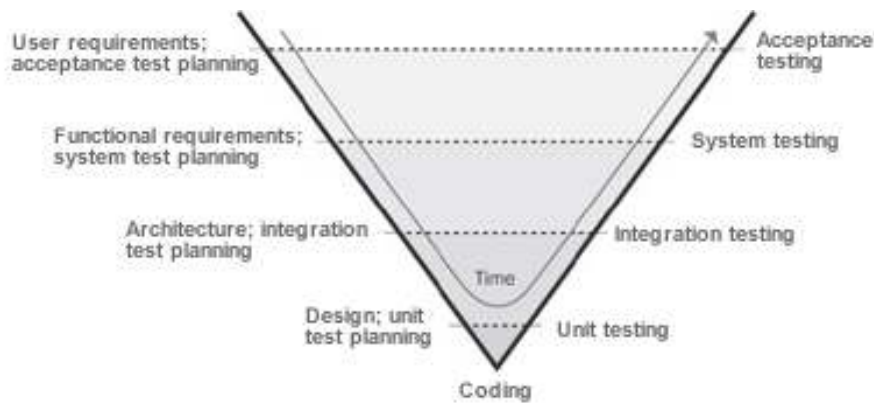 User requirements;
acceptance test planning
Acceptance
testing
Functional requirements;
system test planning
System testing
Architecture; integration
test planning
Integration testing
Time
Design; unit
test planning
Unit testing
Coding